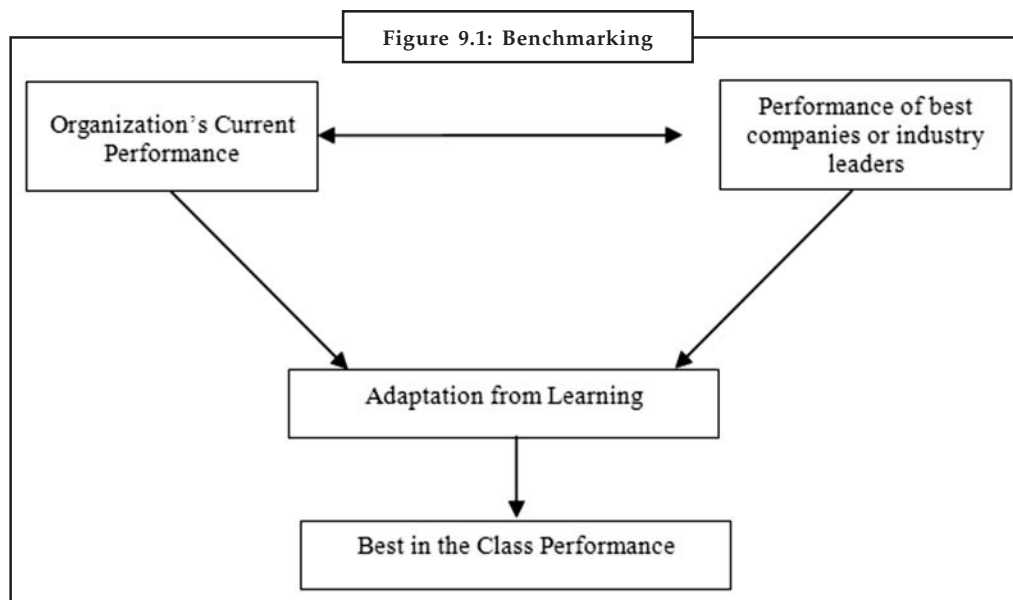 Figure 9.1: Benchmarking
Organization’s Current
Performance
Performance of best
companies or industry
leaders
Adaptation from Learning
Best in the Class Performance